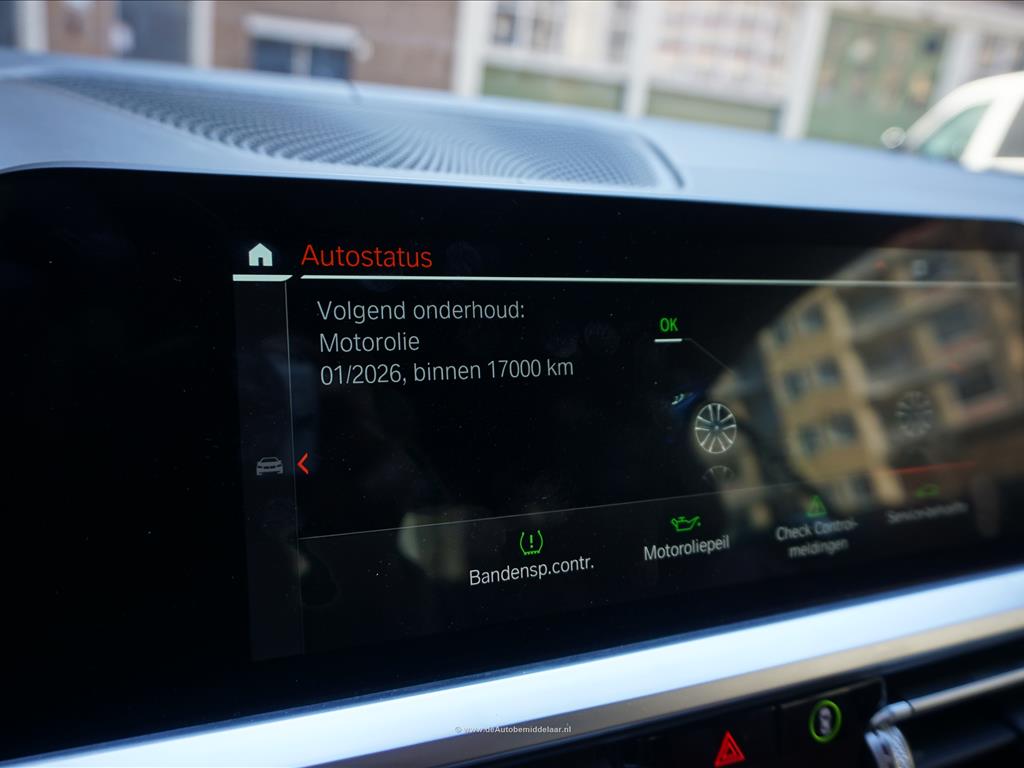 Autostatus
Volgend onderhoud:
Motorolie
01/2026, binnen 17000 km
OK
Bandensp.contr.
Motoroliepeil
Check Control-
meldingen
Servicebehoefte
© www.deAutobemiddelaar.nl